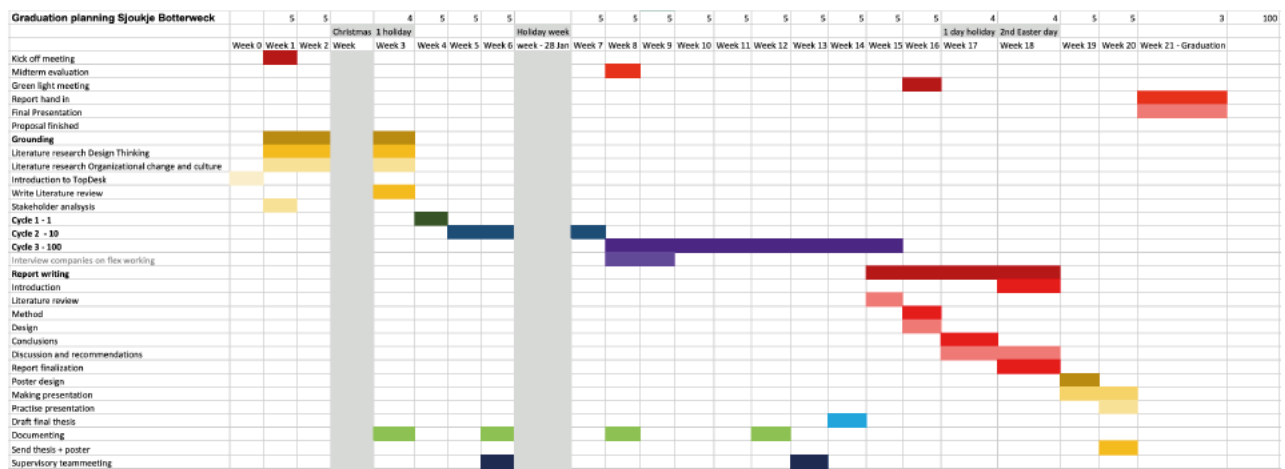 Graduation planning Sjoukje Botterweck 5 5 4 5 5 5 5 5 5 5 5 5 5 5 5 5 4 4 5 5 3 100
Christmas 1 holiday Holiday week 1 day holiday 2nd Easter day
Week 0 Week 1 Week 2 Week Week 3 Week 4 Week 5 Week 6 week - 28 Jan Week 7 Week 8 Week 9 Week 10 Week 11 Week 12 Week 13 Week 14 Week 15 Week 16 Week 17 Week 18 Week 19 Week 20 Week 21 - Graduation
Kick off meeting
Midterm evaluation
Green light meeting
Report hand in
Final Presentation
Proposal finished
Grounding
Literature research Design Thinking
Literature research Organizational change and culture
Introduction to TopDesk
Write Literature review
Stakeholder analsysis
Cycle 1 - 1
Cycle 2 - 10
Cycle 3 - 100
Interview companies on flex working
Report writing
Introduction
Literature review
Method
Design
Conclusions
Discussion and recommendations
Report finalization
Poster design
Making presentation
Practise presentation
Draft final thesis
Documenting
Send thesis + poster
Supervisory teammeeting